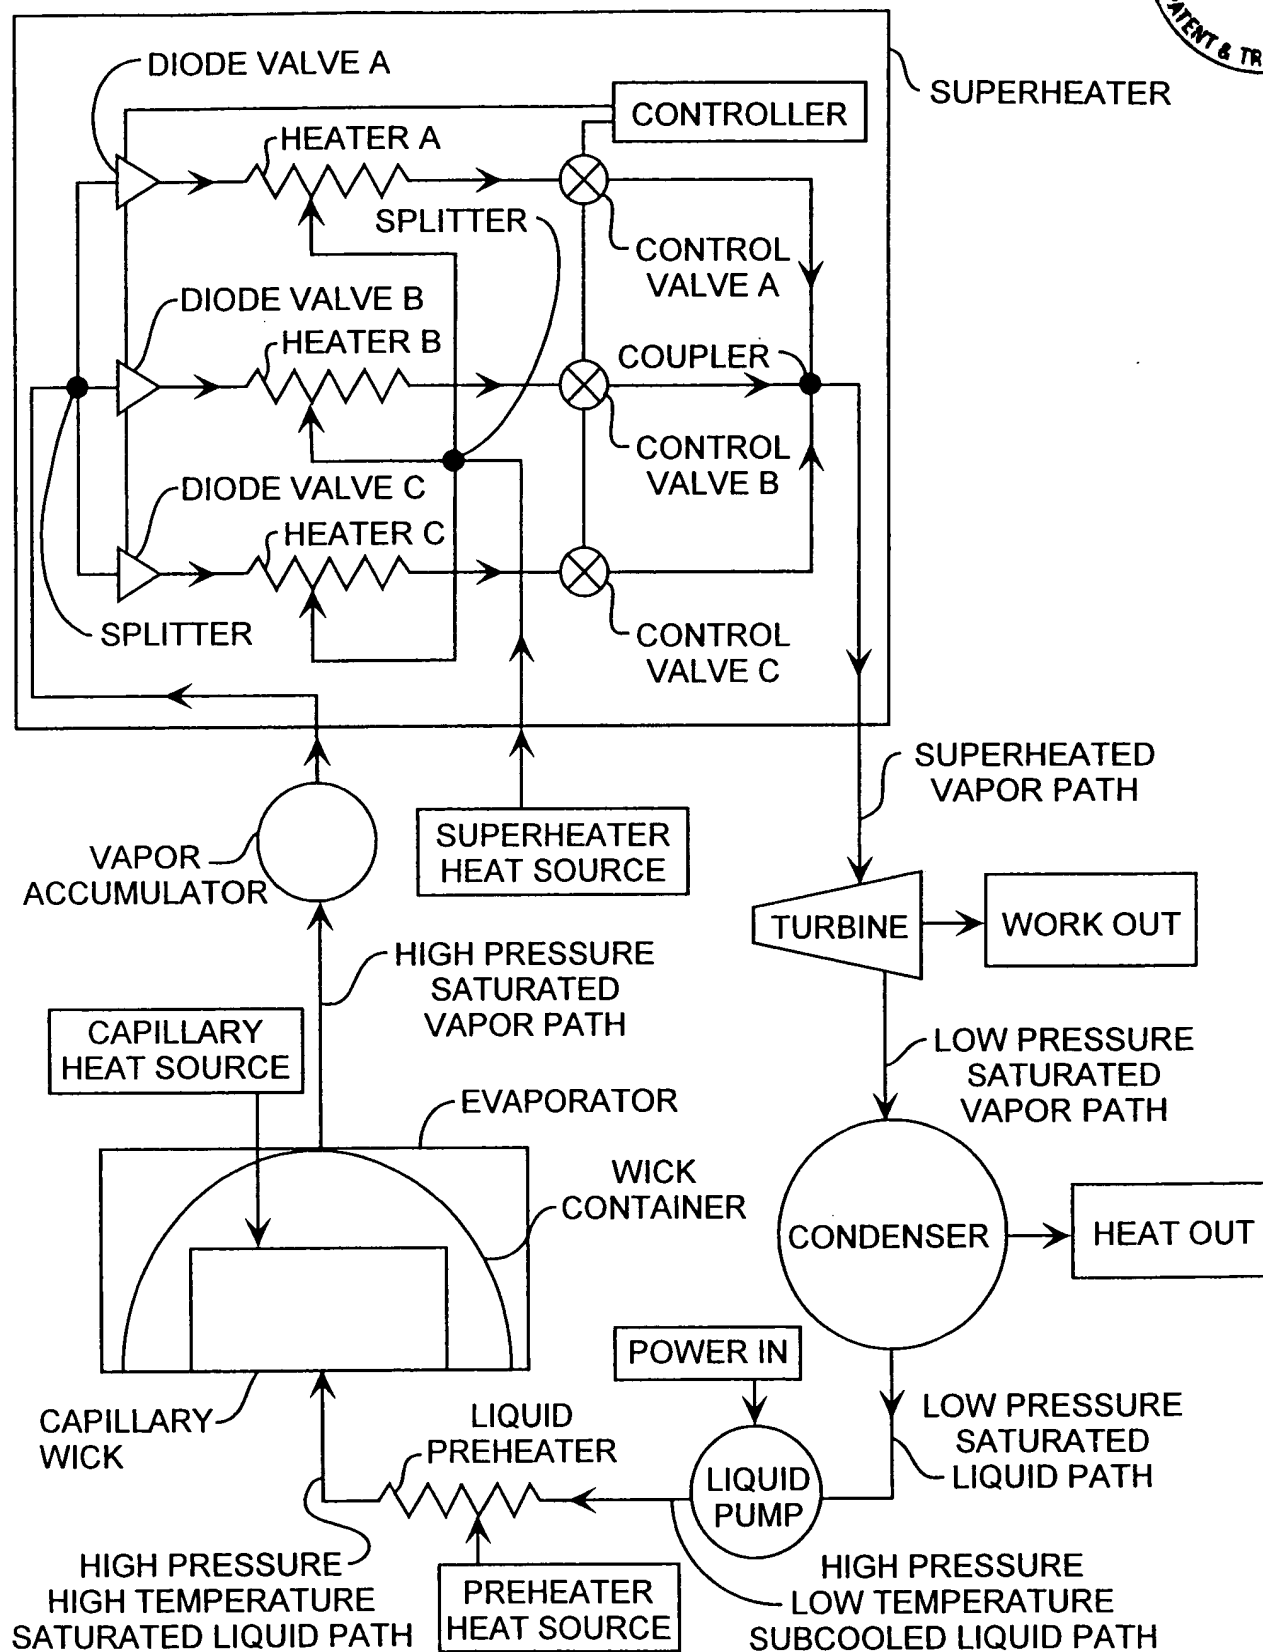 PATENT & TR
DIODE VALVE A
SUPERHEATER
CONTROLLER
HEATER A
SPLITTER
CONTROL
VALVE A
DIODE VALVE B
HEATER B
COUPLER
CONTROL
VALVE B
DIODE VALVE C
HEATER C
SPLITTER
CONTROL
VALVE C
SUPERHEATED
VAPOR PATH
SUPERHEATER
HEAT SOURCE
VAPOR
ACCUMULATOR
TURBINE
WORK OUT
HIGH PRESSURE
SATURATED
VAPOR PATH
CAPILLARY
HEAT SOURCE
LOW PRESSURE
SATURATED
VAPOR PATH
EVAPORATOR
WICK
CONTAINER
CONDENSER
HEAT OUT
POWER IN
CAPILLARY
WICK
LIQUID
PREHEATER
LIQUID
PUMP
LOW PRESSURE
SATURATED
LIQUID PATH
HIGH PRESSURE
HIGH TEMPERATURE
SATURATED LIQUID PATH
PREHEATER
HEAT SOURCE
HIGH PRESSURE
LOW TEMPERATURE
SUBCOOLED LIQUID PATH